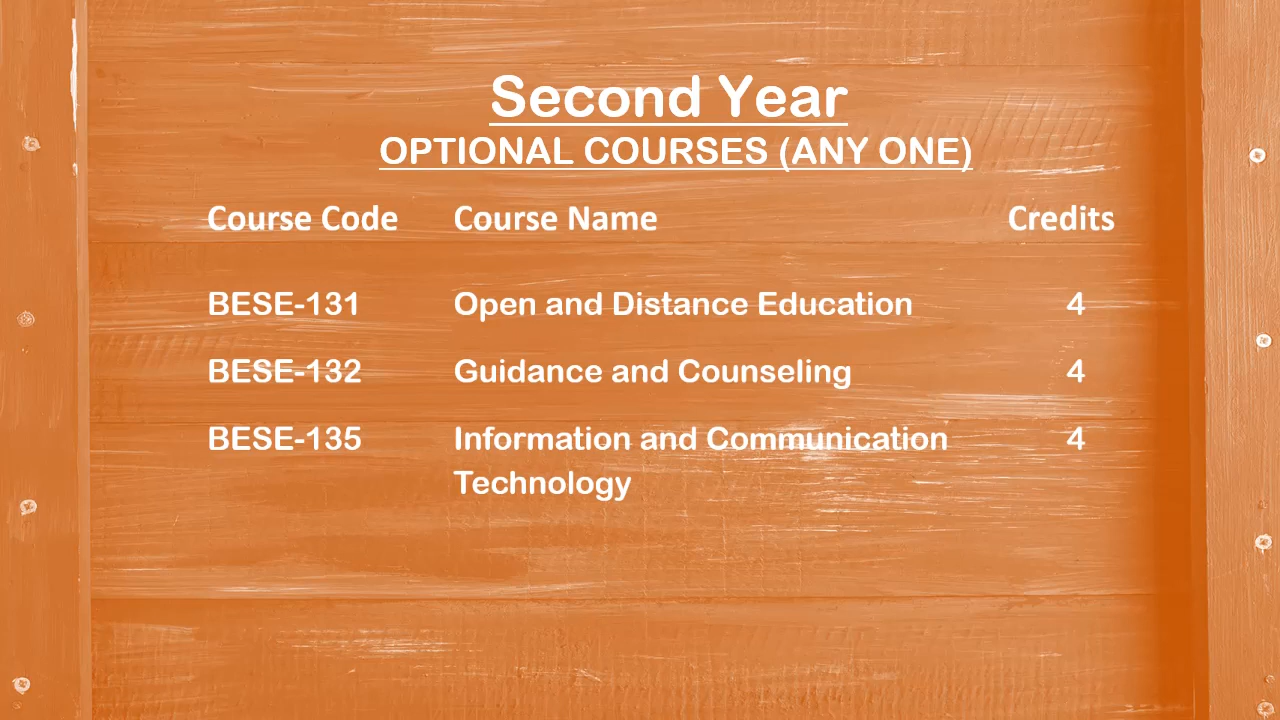 Second Year
OPTIONAL COURSES (ANY ONE)
Course Code Course Name Credits
BESE-131 Open and Distance Education 4
BESE-132 Guidance and Counseling 4
BESE-135 Information and Communication 4
Technology